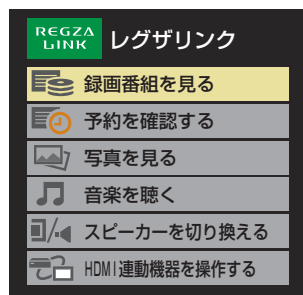 REGZA
LINK
レグザリンク
録画番組を見る
予約を確認する
写真を見る
音楽を聴く
スピーカーを切り換える
HDMI連動機器を操作する